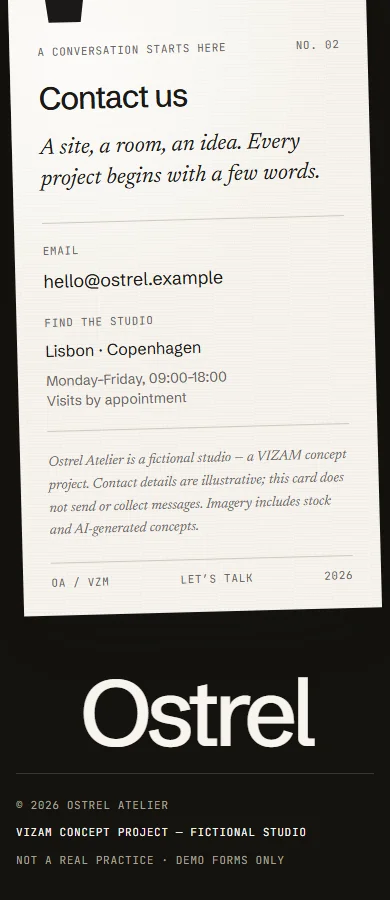 A CONVERSATION STARTS HERE
NO. 02
Contact us
A site, a room, an idea. Every
project begins with a few words.
EMAIL
hello@ostrel.example
FIND THE STUDIO
Lisbon · Copenhagen
Monday–Friday, 09:00–18:00
Visits by appointment
Ostrel Atelier is a fictional studio — a VIZAM concept
project. Contact details are illustrative; this card does
not send or collect messages. Imagery includes stock
and AI-generated concepts.
OA / VZM
LET’S TALK
2026
Ostrel
© 2026 OSTREL ATELIER
VIZAM CONCEPT PROJECT — FICTIONAL STUDIO
NOT A REAL PRACTICE · DEMO FORMS ONLY